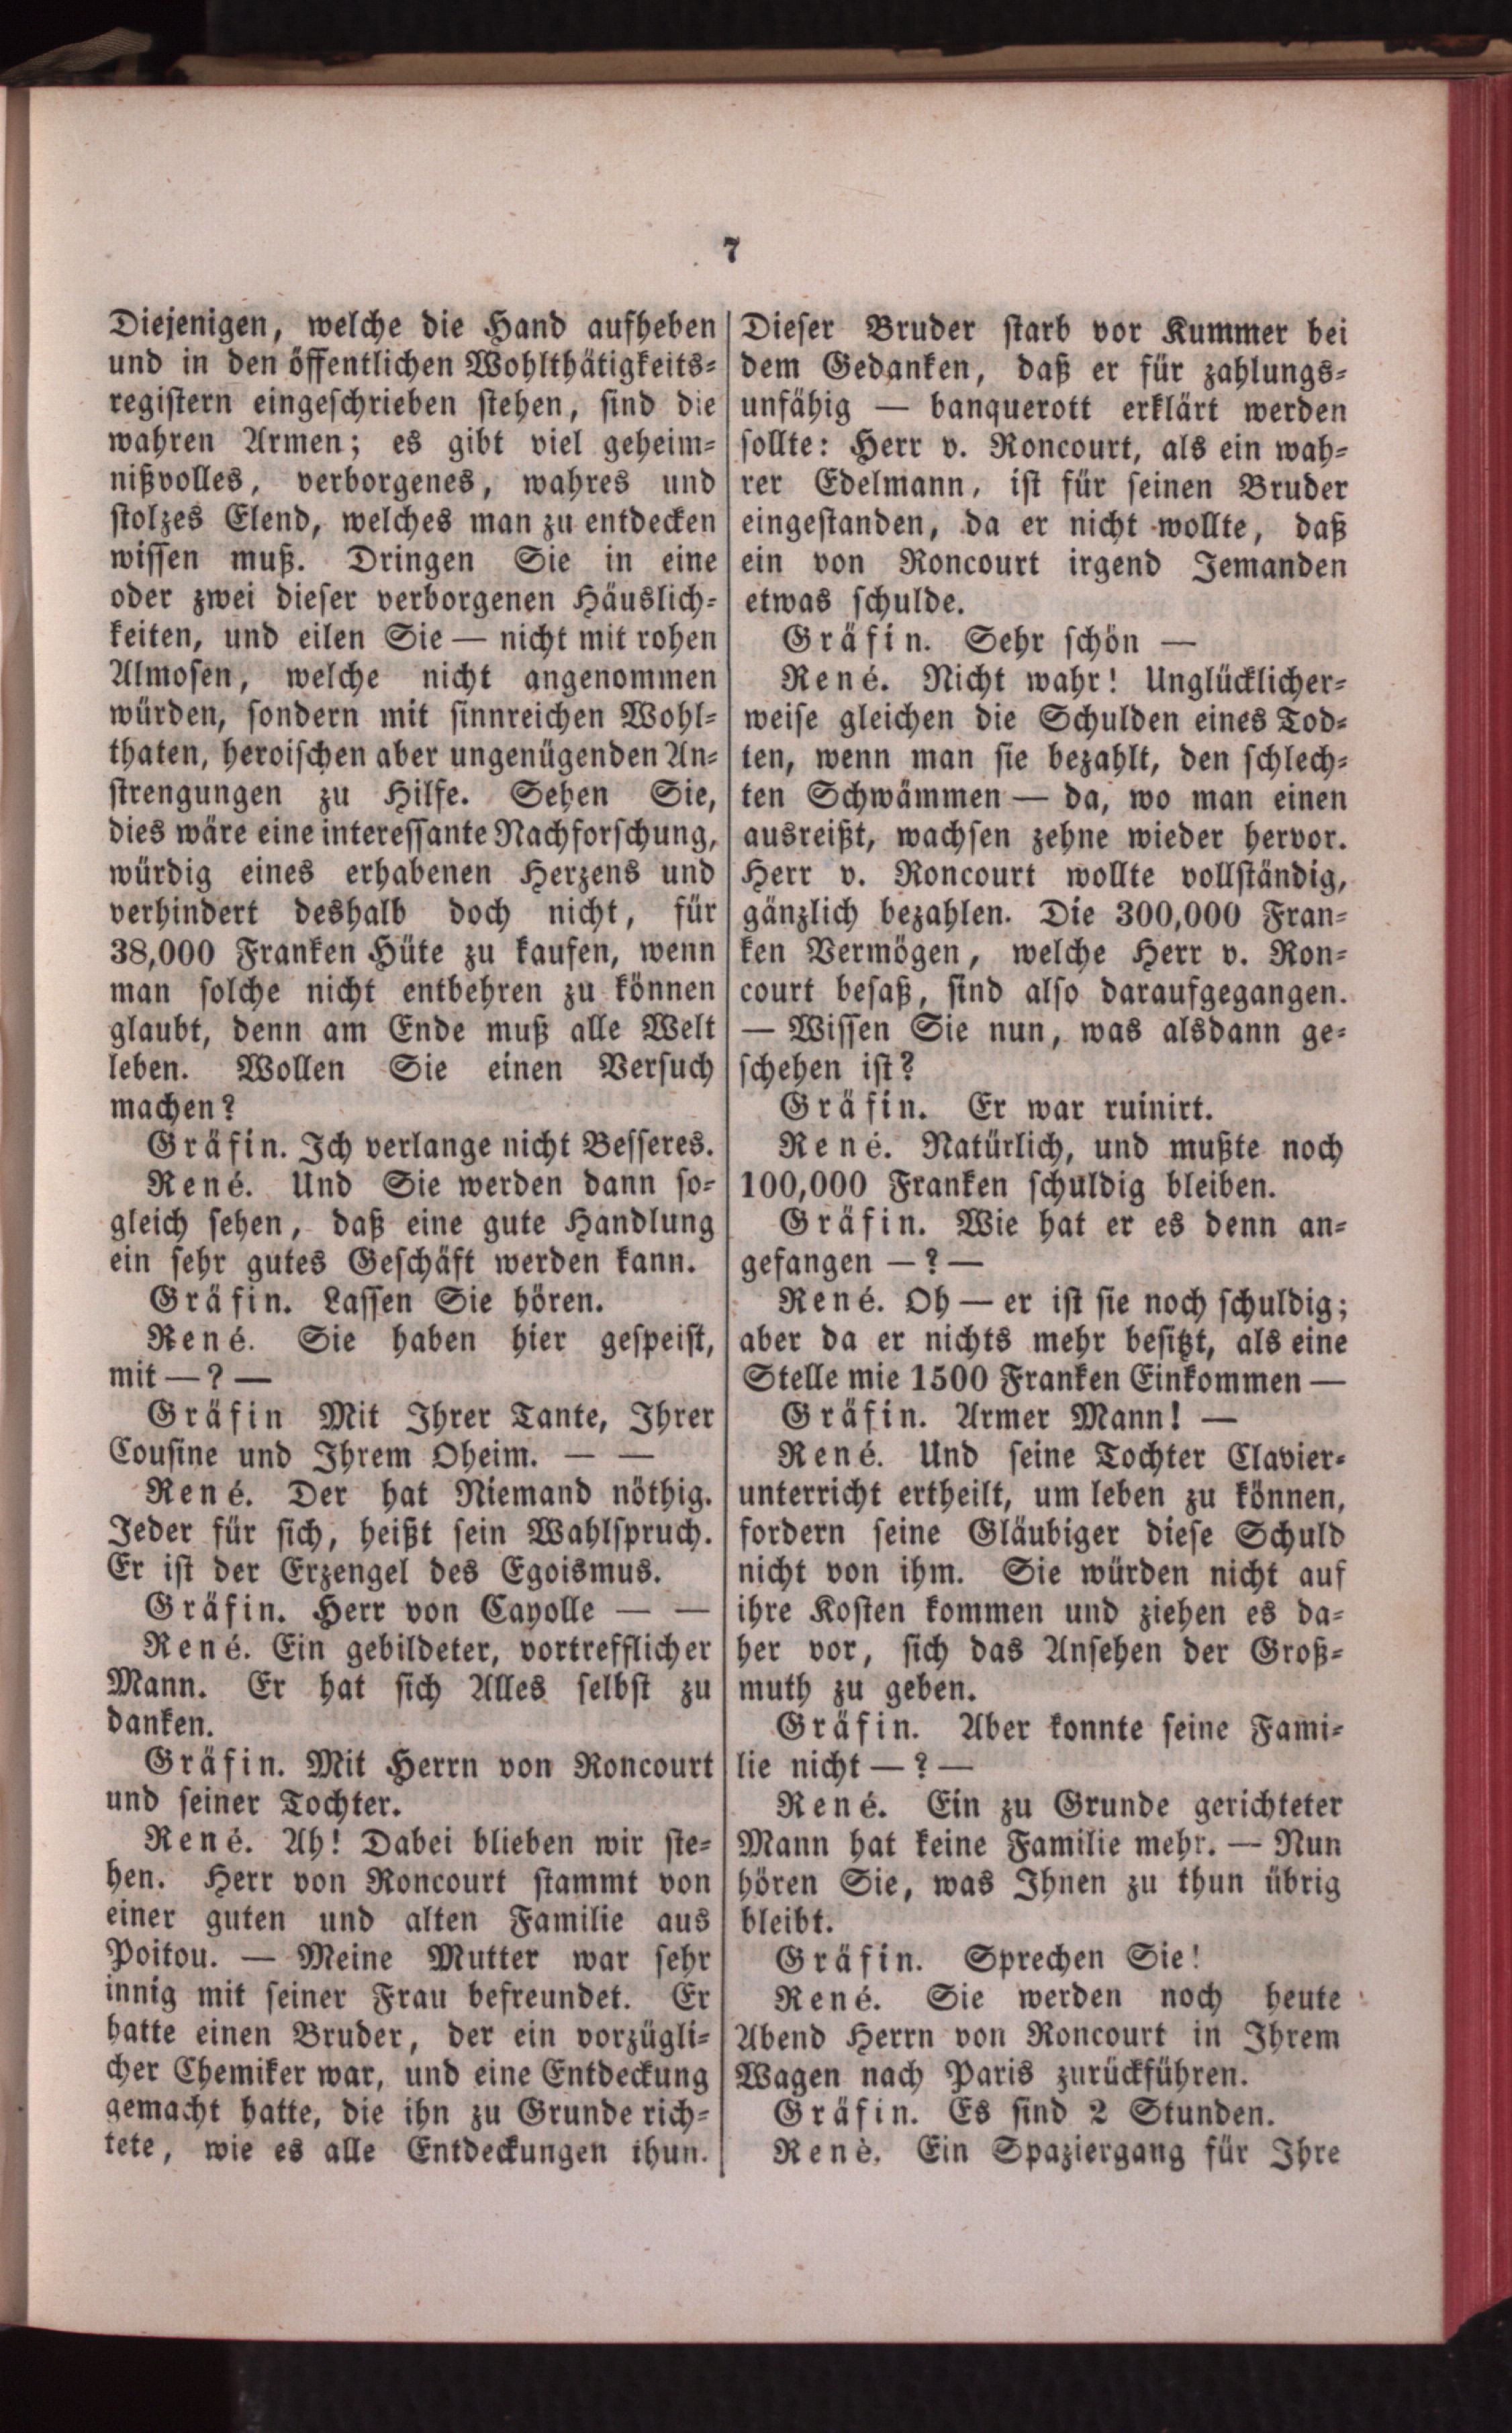 7
Diejenigen, welche die Hand aufheben
und in den öffentlichen Wohlthätigkeits-
registern eingeschrieben stehen, sind die
wahren Armen; es gibt viel geheim-
nißvolles, verborgenes, wahres und
stolzes Elend, welches man zu entdecken
wissen muß. Dringen Sie in eine
oder zwei dieser verborgenen Häuslich-
keiten, und eilen Sie — nicht mit rohen
Almosen, welche nicht angenommen
würden, sondern mit sinnreichen Wohl-
thaten, heroischen aber ungenügenden An-
strengungen zu Hilfe. Sehen Sie,
dies wäre eine interessante Nachforschung,
würdig eines erhabenen Herzens und
verhindert deshalb doch nicht, für
38,000 Franken Hüte zu kaufen, wenn
man solche nicht entbehren zu können
glaubt, denn am Ende muß alle Welt
leben. Wollen Sie einen Versuch
machen?
Gräfin. Ich verlange nicht Besseres.
René. Und Sie werden dann so-
gleich sehen, daß eine gute Handlung
ein sehr gutes Geschäft werden kann.
Gräfin. Lassen Sie hören.
René. Sie haben hier gespeist,
mit — ? —
Gräfin Mit Ihrer Tante, Ihrer
Cousine und Ihrem Oheim. — —
René. Der hat Niemand nöthig.
Jeder für sich, heißt sein Wahlspruch.
Er ist der Erzengel des Egoismus.
Gräfin. Herr von Cayolle — —
René. Ein gebildeter, vortrefflicher
Mann. Er hat sich Alles selbst zu
danken.
Gräfin. Mit Herrn von Roncourt
und seiner Tochter.
René. Ah! Dabei blieben wir ste-
hen. Herr von Roncourt stammt von
einer guten und alten Familie aus
Poitou. — Meine Mutter war sehr
innig mit seiner Frau befreundet. Er
hatte einen Bruder, der ein vorzügli-
cher Chemiker war, und eine Entdeckung
gemacht hatte, die ihn zu Grunde rich-
tete, wie es alle Entdeckungen thun.
Dieser Bruder starb vor Kummer bei
dem Gedanken, daß er für zahlungs-
unfähig — banquerott erklärt werden
sollte: Herr v. Roncourt, als ein wah-
rer Edelmann, ist für seinen Bruder
eingestanden, da er nicht wollte, daß
ein von Roncourt irgend Jemanden
etwas schulde.
Gräfin. Sehr schön —
René. Nicht wahr! Unglücklicher-
weise gleichen die Schulden eines Tod-
ten, wenn man sie bezahlt, den schlech-
ten Schwämmen — da, wo man einen
ausreißt, wachsen zehne wieder hervor.
Herr v. Roncourt wollte vollständig,
gänzlich bezahlen. Die 300,000 Fran-
ken Vermögen, welche Herr v. Ron-
court besaß, sind also daraufgegangen.
— Wissen Sie nun, was alsdann ge-
schehen ist?
Gräfin. Er war ruinirt.
René. Natürlich, und mußte noch
100,000 Franken schuldig bleiben.
Gräfin. Wie hat er es denn an-
gefangen — ? —
René. Oh — er ist sie noch schuldig;
aber da er nichts mehr besitzt, als eine
Stelle mie 1500 Franken Einkommen —
Gräfin. Armer Mann! —
René. Und seine Tochter Clavier-
unterricht ertheilt, um leben zu können,
fordern seine Gläubiger diese Schuld
nicht von ihm. Sie würden nicht auf
ihre Kosten kommen und ziehen es da-
her vor, sich das Ansehen der Groß-
muth zu geben.
Gräfin. Aber konnte seine Fami-
lie nicht — ? —
René. Ein zu Grunde gerichteter
Mann hat keine Familie mehr. — Nun
hören Sie, was Ihnen zu thun übrig
bleibt.
Gräfin. Sprechen Sie!
René. Sie werden noch heute
Abend Herrn von Roncourt in Ihrem
Wagen nach Paris zurückführen.
Gräfin. Es sind 2 Stunden.
Renè. Ein Spaziergang für Ihre